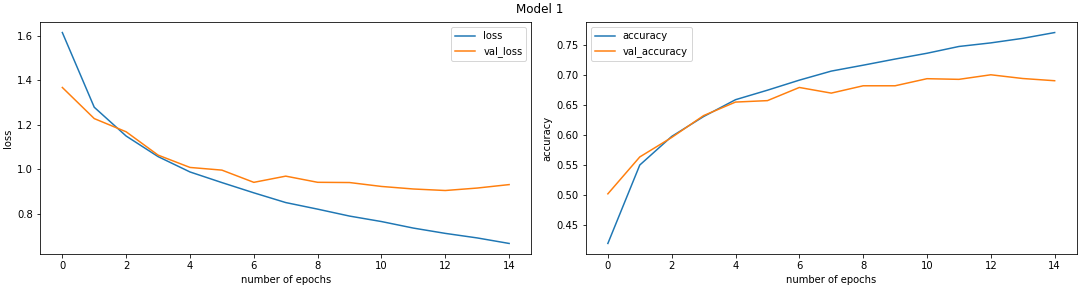 Model 1
loss
val_loss
1.6
1.4
1.2
1.0
0.8
loss
0 2 4 6 8 10 12 14
number of epochs
accuracy
val_accuracy
0.75
0.70
0.65
0.60
0.55
0.50
0.45
accuracy
0 2 4 6 8 10 12 14
number of epochs